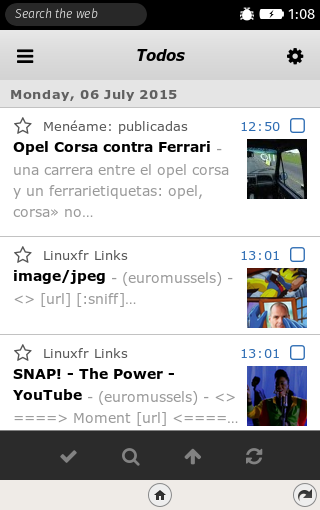 Search the web
1:08
Todos
Monday, 06 July 2015
Menéame: publicadas 12:50
Opel Corsa contra Ferrari -
una carrera entre el opel corsa
y un ferrarietiquetas: opel,
corsa» no...
Linuxfr Links 13:01
image/jpeg - (euromussels) -
<> [url] [:sniff]...
Linuxfr Links 13:01
SNAP! - The Power -
YouTube - (euromussels) - <>
====> Moment [url] <====...